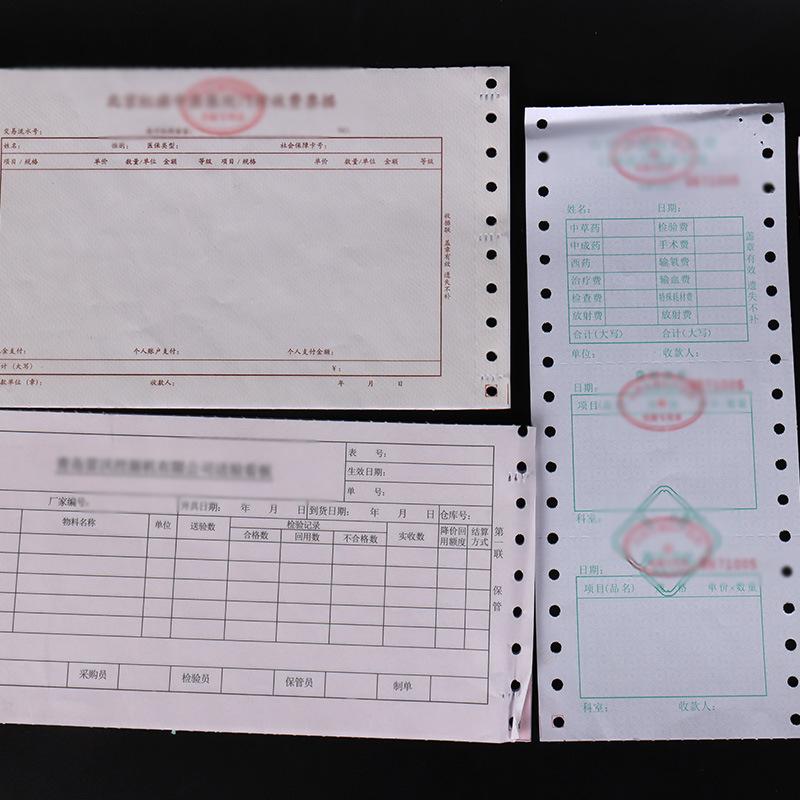 交易流水号：
姓名： 性别： 医保类型： 社会保障卡号：
项目 / 规格 单价 数量/单位 金额 等级 项目 / 规格 单价 数量/单位 金额 等级
收据联 盖章有效 遗失不补
金支付： 个人账户支付： 个人支付金额：
计（大写） ¥：
款单位（章）： 收款人： 年 月 日
表 号：
生效日期：
单 号：
厂家编号：
年 月 日 到货日期： 年 月 日 仓库号：
物料名称 单位 送验数 检验记录 实收数 降价回用额度 结算方式
合格数 回用数 不合格数
第一联 保管
采购员 检验员 保管员 制单
姓名： 日期：
中草药 检验费
中成药 手术费
西药 输氧费
治疗费 输血费
检查费 特殊耗材费
放射费 放射费
合计(大写) 合计(大写)
盖章有效 遗失不补
单位： 收款人：
日期：
项目
科室：
日期：
项目(品名) 单价×数量
科室： 收款人：